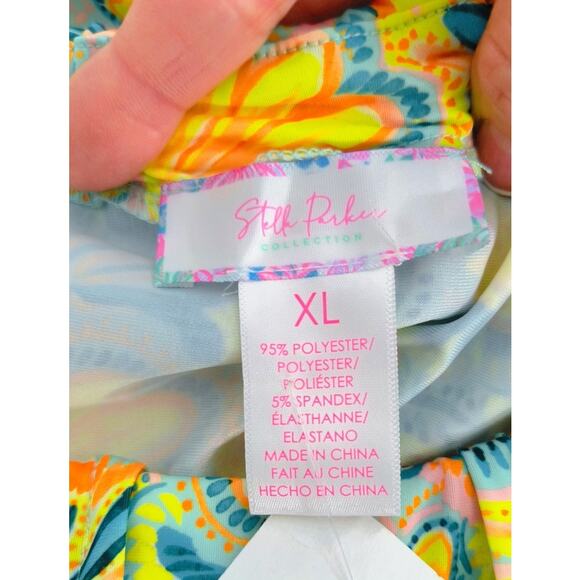 Stella Parker
COLLECTION
XL
95% POLYESTER/
POLYESTER/
POLIÉSTER
5% SPANDEX/
ÉLASTHANNE/
ELASTANO
MADE IN CHINA
FAIT AU CHINE
HECHO EN CHINA